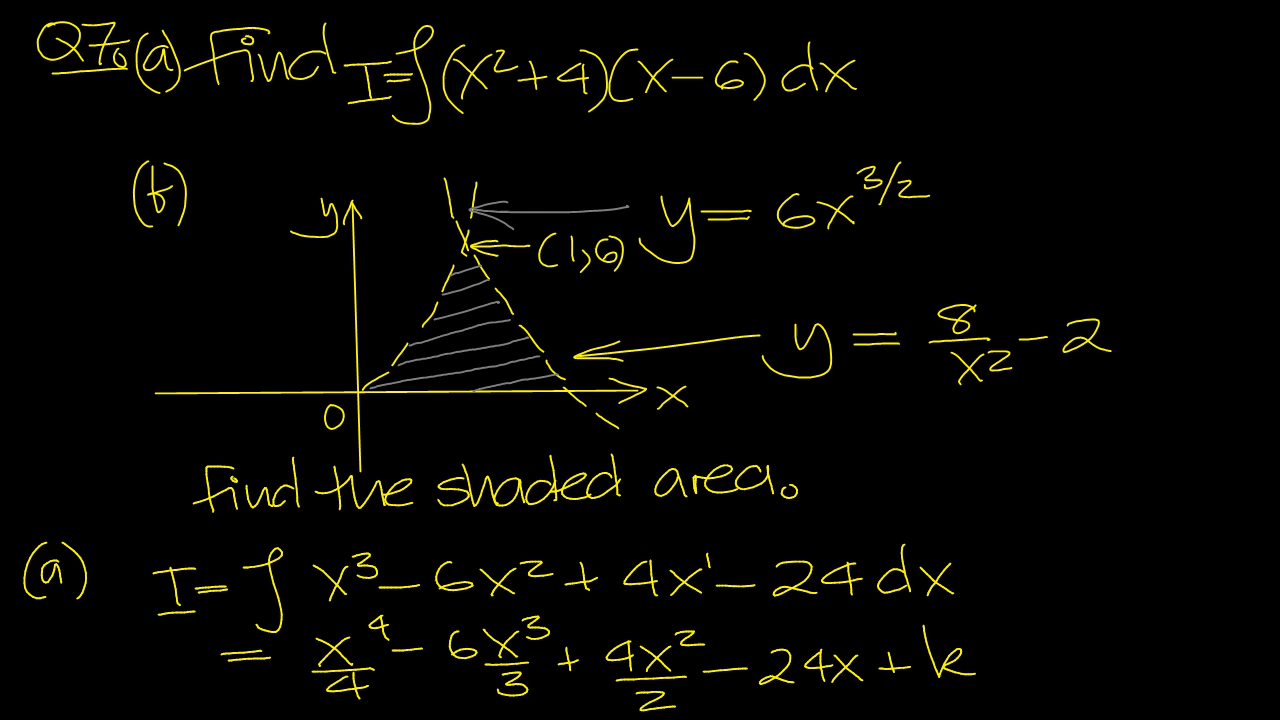 Q7. (a) Find I=∫(x²+4)(x-6)dx
(b)
y
y = 6x^{3/2}
(1,6)
y = 8/x² - 2
x
0
Find the shaded area.
(a) I = ∫ x³ - 6x² + 4x¹ - 24 dx
= x⁴/4 - 6x³/3 + 4x²/2 - 24x + k